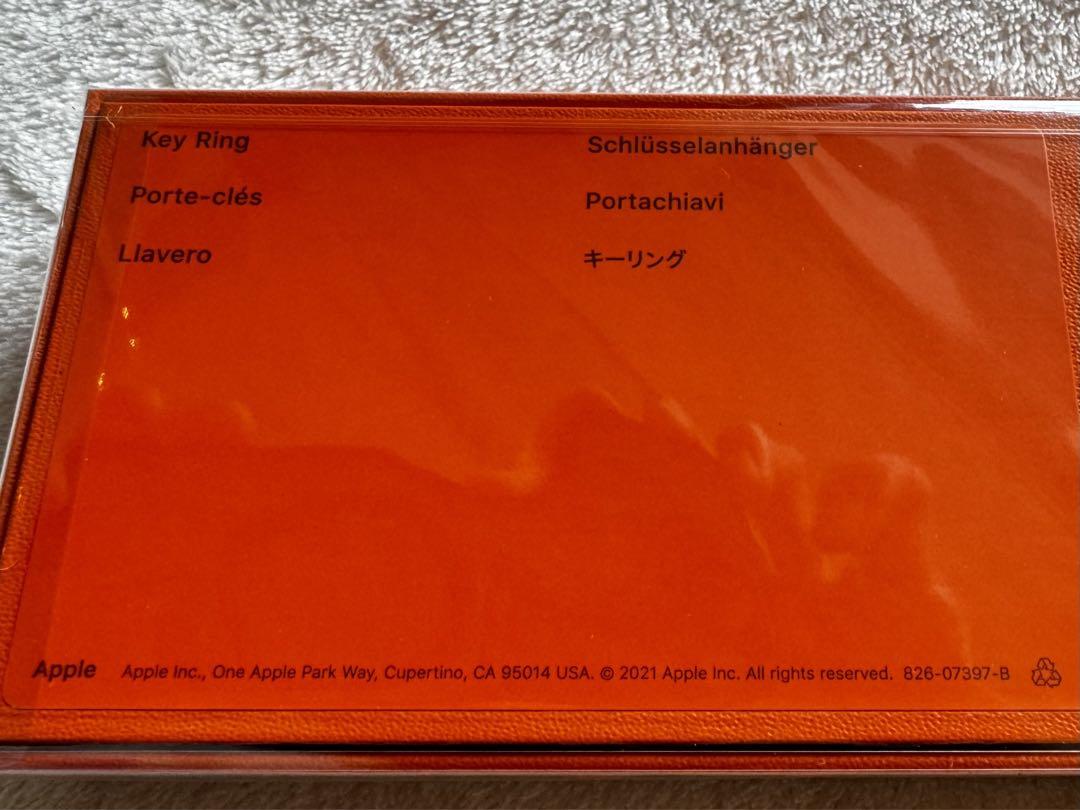 Key Ring
Schlüsselanhänger
Porte-clés
Portachiavi
Llavero
キーリング
Apple Apple Inc., One Apple Park Way, Cupertino, CA 95014 USA. © 2021 Apple Inc. All rights reserved. 826-07397-B